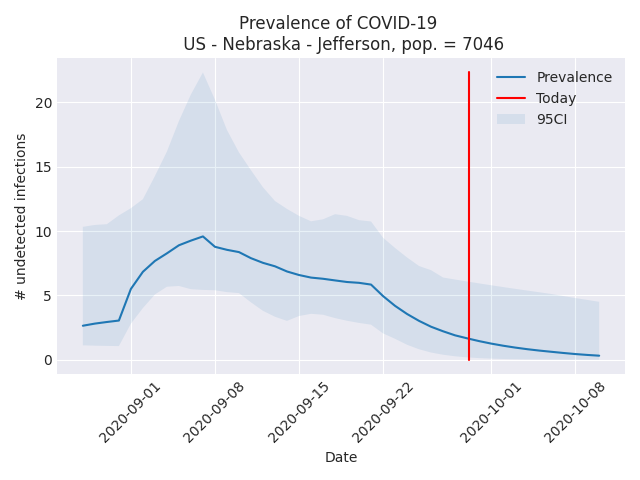 Prevalence of COVID-19
US - Nebraska - Jefferson, pop. = 7046
# undetected infections
20
15
10
5
0
Prevalence
Today
95CI
2020-09-01
2020-09-08
2020-09-15
2020-09-22
2020-10-01
2020-10-08
Date